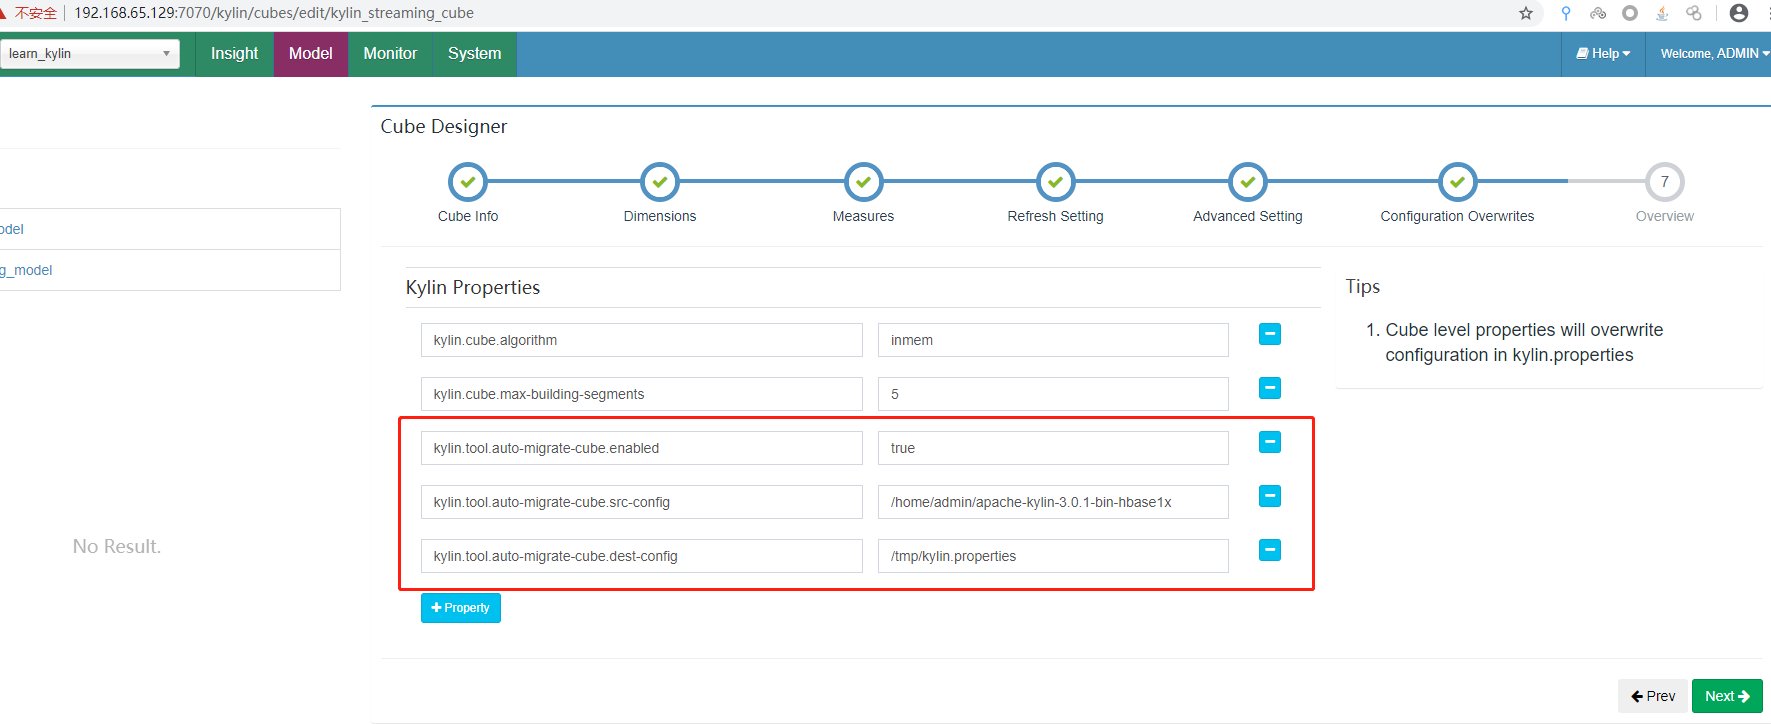 不安全 192.168.65.129:7070/kylin/cubes/edit/kylin_streaming_cube
learn_kylin Insight Model Monitor System Help Welcome, ADMIN
Cube Designer
7
Cube Info Dimensions Measures Refresh Setting Advanced Setting Configuration Overwrites Overview
odel
g_model
No Result.
Kylin Properties
kylin.cube.algorithm inmem
kylin.cube.max-building-segments 5
kylin.tool.auto-migrate-cube.enabled true
kylin.tool.auto-migrate-cube.src-config /home/admin/apache-kylin-3.0.1-bin-hbase1x
kylin.tool.auto-migrate-cube.dest-config /tmp/kylin.properties
Property
Tips
1. Cube level properties will overwrite
configuration in kylin.properties
Prev Next